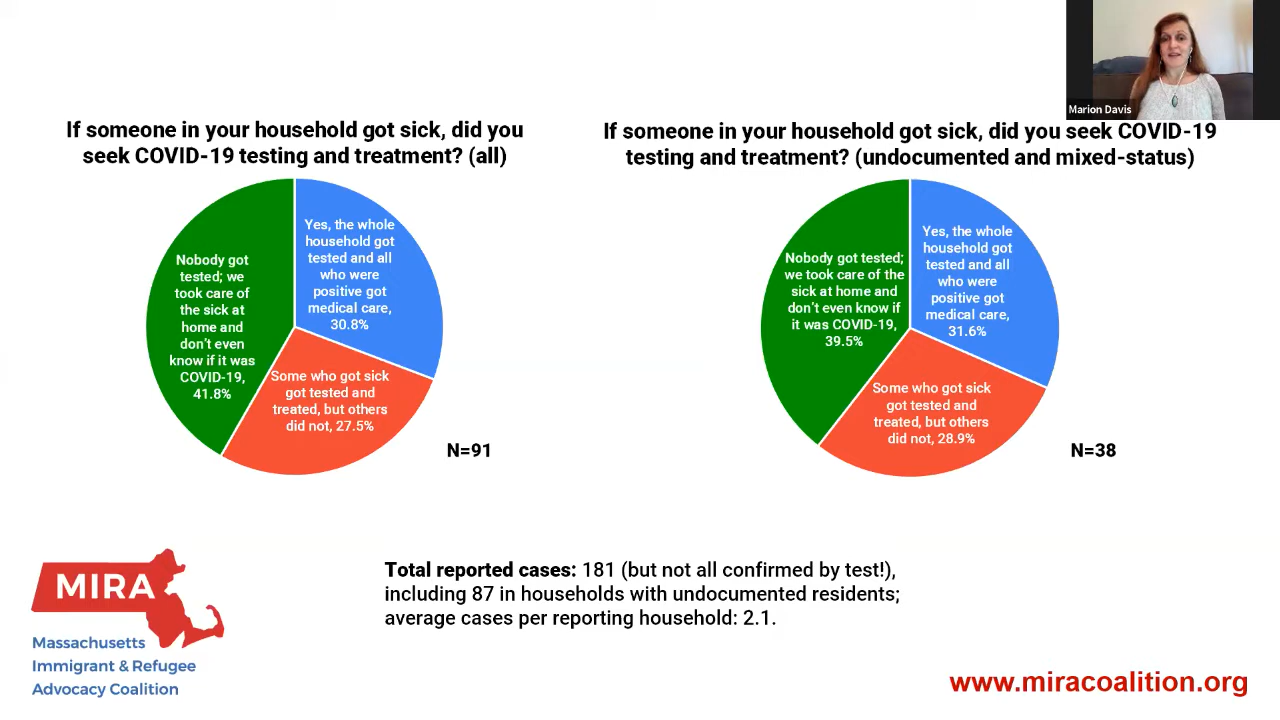 Marion Davis
If someone in your household got sick, did you
seek COVID-19 testing and treatment? (all)
Yes, the whole
household got
tested and all
who were
positive got
medical care,
30.8%
Nobody got
tested; we
took care of
the sick at
home and
don't even
know if it was
COVID-19,
41.8%
Some who got sick
got tested and
treated, but others
did not, 27.5%
N=91
If someone in your household got sick, did you seek COVID-19
testing and treatment? (undocumented and mixed-status)
Yes, the whole
household got
tested and all
who were
positive got
medical care,
31.6%
Nobody got tested;
we took care of the
sick at home and
don't even know if
it was COVID-19,
39.5%
Some who got sick
got tested and
treated, but others
did not, 28.9%
N=38
Total reported cases: 181 (but not all confirmed by test!),
including 87 in households with undocumented residents;
average cases per reporting household: 2.1.
MIRA
Massachusetts
Immigrant & Refugee
Advocacy Coalition
www.miracoalition.org